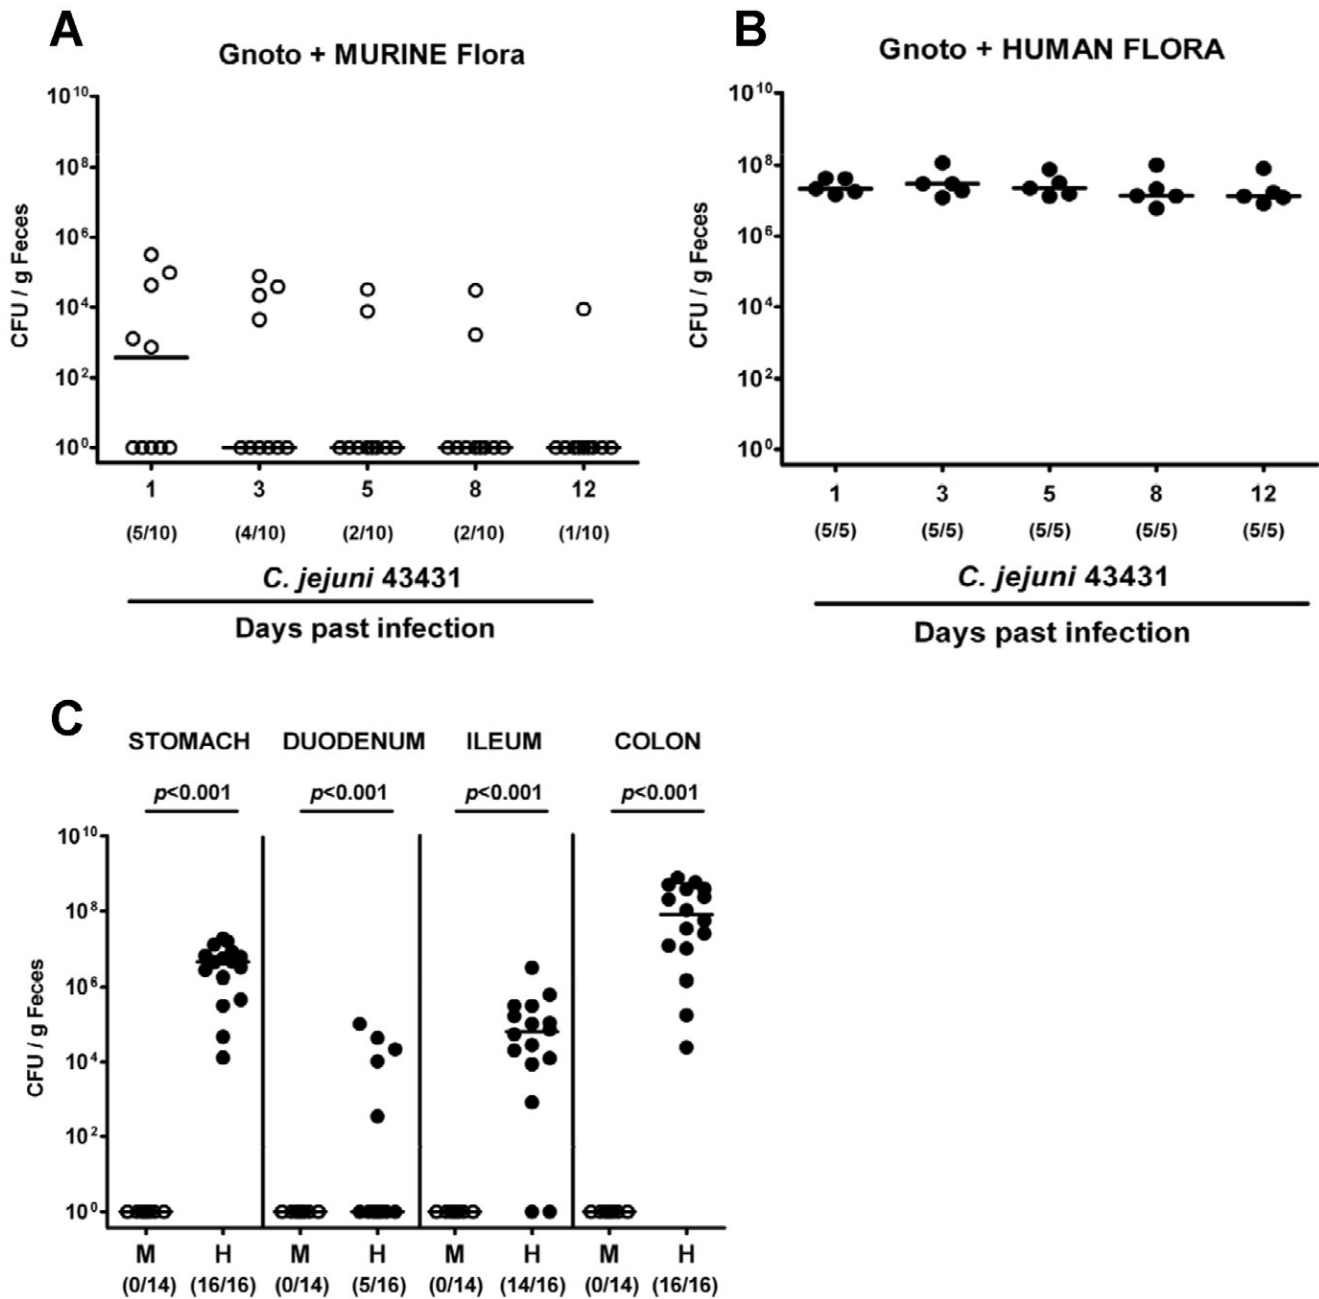 A
Gnoto + MURINE Flora
10^10
10^8
10^6
10^4
10^2
10^0
CFU / g Feces
1 3 5 8 12
(5/10) (4/10) (2/10) (2/10) (1/10)
C. jejuni 43431
Days past infection
B
Gnoto + HUMAN FLORA
10^10
10^8
10^6
10^4
10^2
10^0
CFU / g Feces
1 3 5 8 12
(5/5) (5/5) (5/5) (5/5) (5/5)
C. jejuni 43431
Days past infection
C
STOMACH DUODENUM ILEUM COLON
p<0.001 p<0.001 p<0.001 p<0.001
10^10
10^8
10^6
10^4
10^2
10^0
CFU / g Feces
M H M H M H M H
(0/14) (16/16) (0/14) (5/16) (0/14) (14/16) (0/14) (16/16)